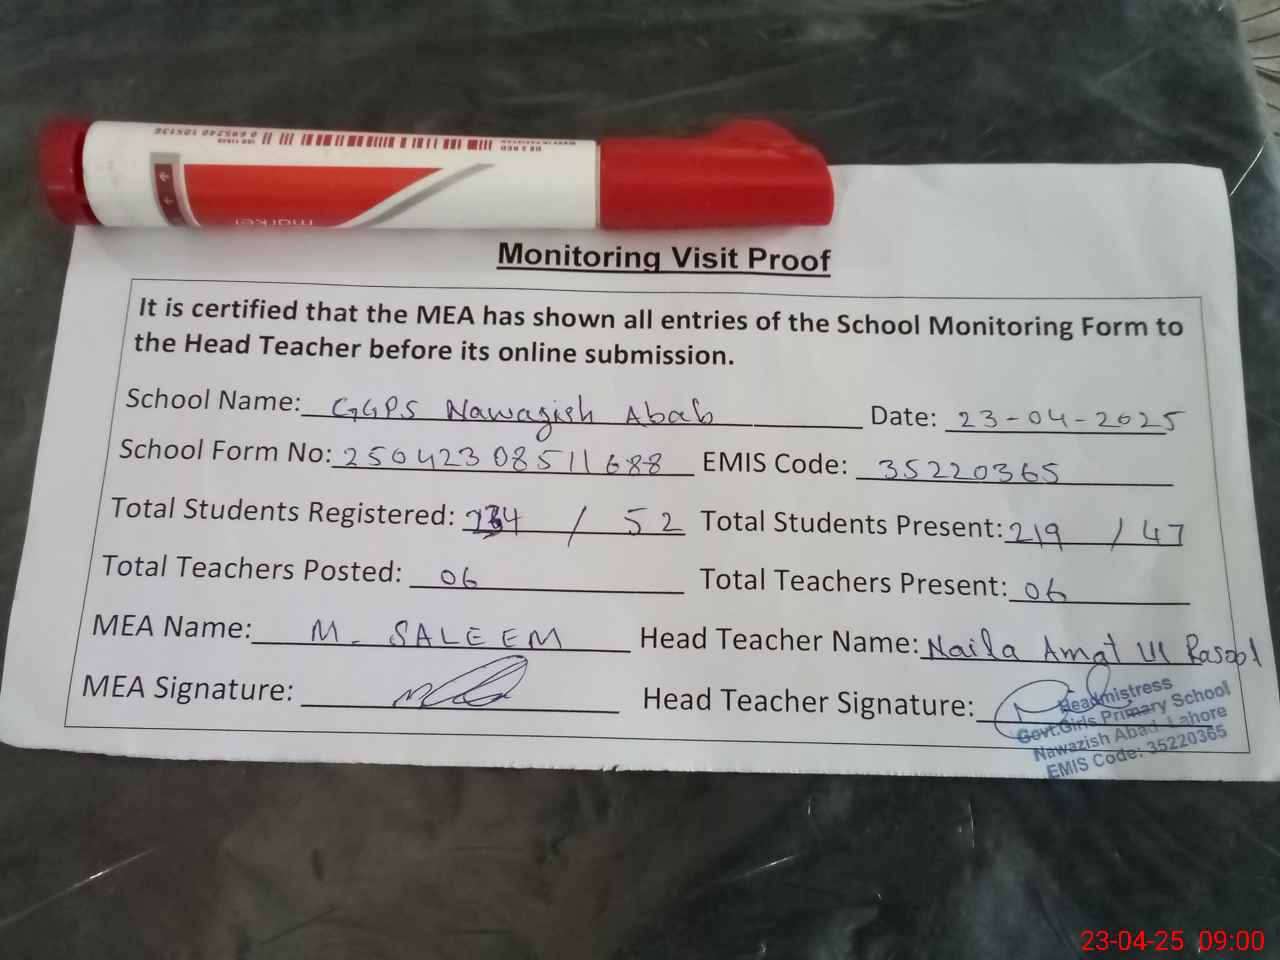 marker
Monitoring Visit Proof
It is certified that the MEA has shown all entries of the School Monitoring Form to
the Head Teacher before its online submission.
School Name: GGPS Nawazish Abab Date: 23-04-2025
School Form No: 25042308511688 EMIS Code: 35220365
Total Students Registered: / 52 Total Students Present: 219 / 47
Total Teachers Posted: 06 Total Teachers Present: 06
MEA Name: M. SALEEM Head Teacher Name: Naila Amat Ul Rasool
MEA Signature: Head Teacher Signature:
Headmistress
Govt.Girls Primary School
Nawazish Abad Lahore
EMIS Code: 35220365
23-04-25 09:00